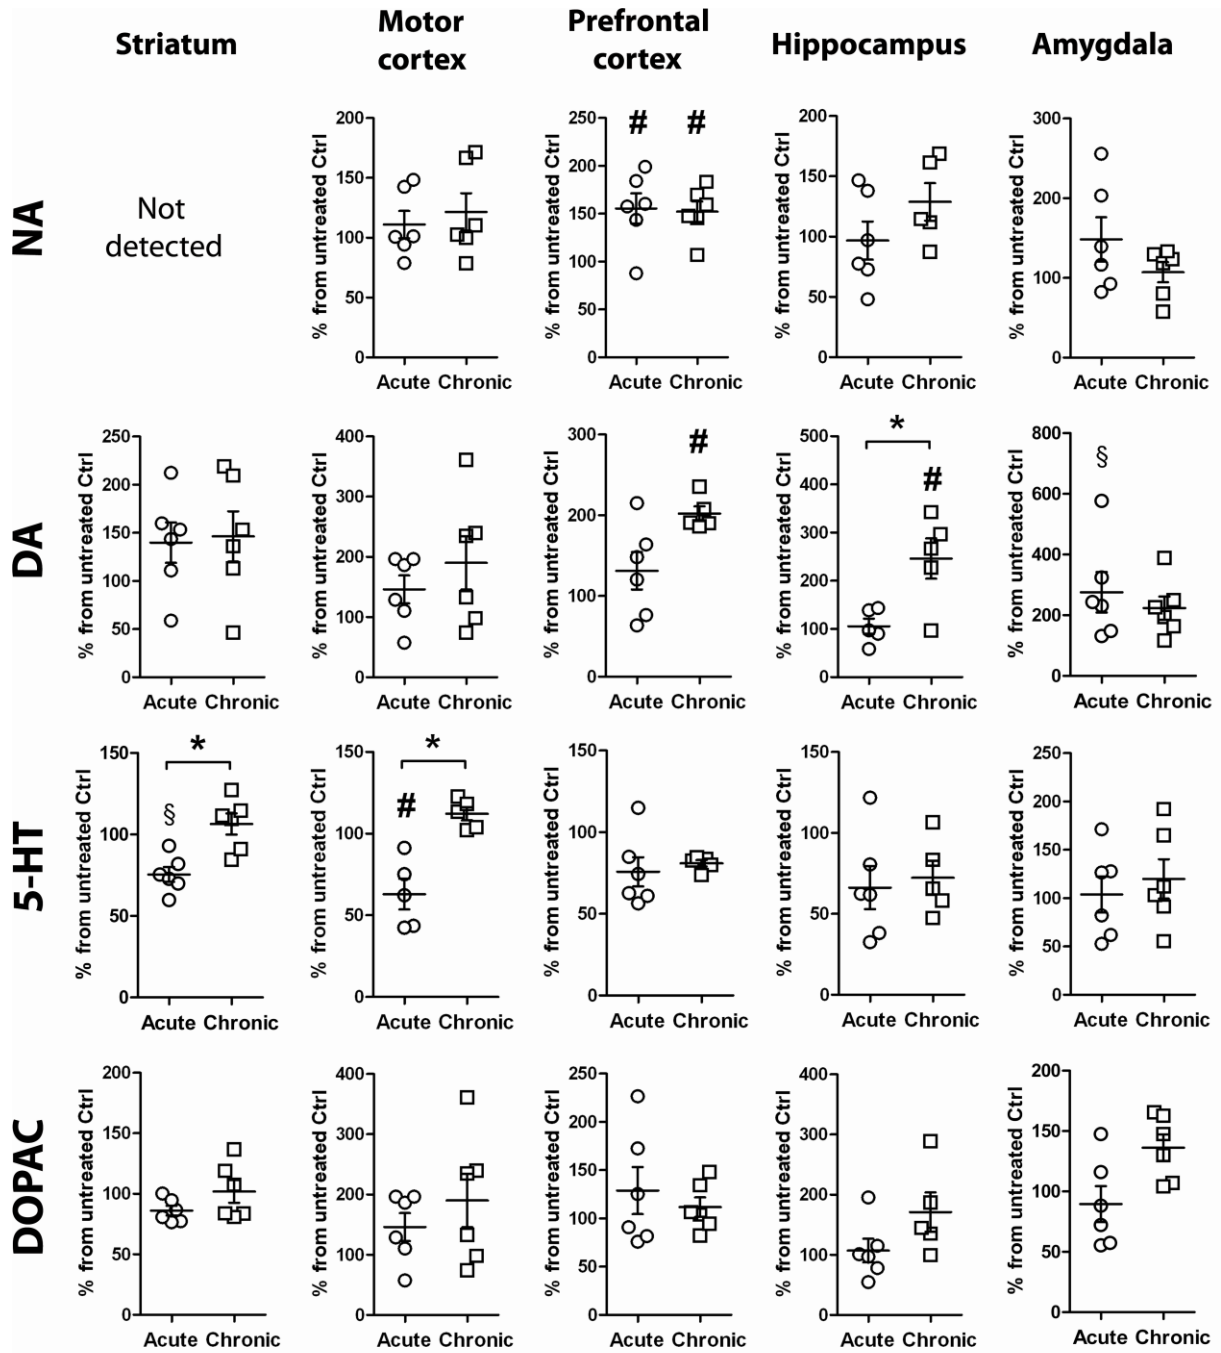 Striatum
Motor
cortex
Prefrontal
cortex
Hippocampus
Amygdala
NA
Not
detected
% from untreated Ctrl
200
150
100
50
0
Acute Chronic
% from untreated Ctrl
250
200
150
100
50
0
# #
Acute Chronic
% from untreated Ctrl
200
150
100
50
0
Acute Chronic
% from untreated Ctrl
300
200
100
0
Acute Chronic
DA
% from untreated Ctrl
250
200
150
100
50
0
Acute Chronic
% from untreated Ctrl
400
300
200
100
0
Acute Chronic
% from untreated Ctrl
300
200
100
0
#
Acute Chronic
% from untreated Ctrl
500
400
300
200
100
0
*
#
Acute Chronic
% from untreated Ctrl
800
600
400
200
0
§
Acute Chronic
5-HT
% from untreated Ctrl
150
100
50
0
*
§
Acute Chronic
% from untreated Ctrl
150
100
50
0
*
#
Acute Chronic
% from untreated Ctrl
150
100
50
0
Acute Chronic
% from untreated Ctrl
150
100
50
0
Acute Chronic
% from untreated Ctrl
250
200
150
100
50
0
Acute Chronic
DOPAC
% from untreated Ctrl
200
150
100
50
0
Acute Chronic
% from untreated Ctrl
400
300
200
100
0
Acute Chronic
% from untreated Ctrl
250
200
150
100
50
0
Acute Chronic
% from untreated Ctrl
400
300
200
100
0
Acute Chronic
% from untreated Ctrl
200
150
100
50
0
Acute Chronic